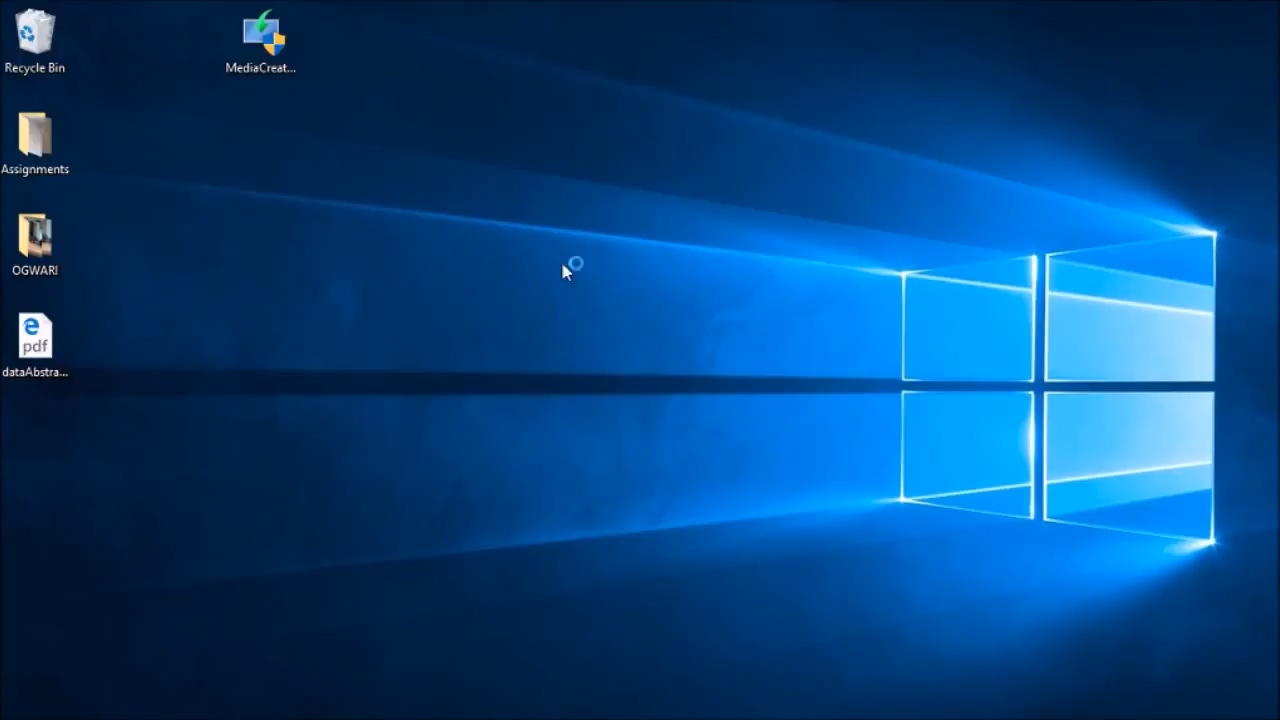 Recycle Bin
MediaCreat...
Assignments
OGWARI
pdf
dataAbstra...